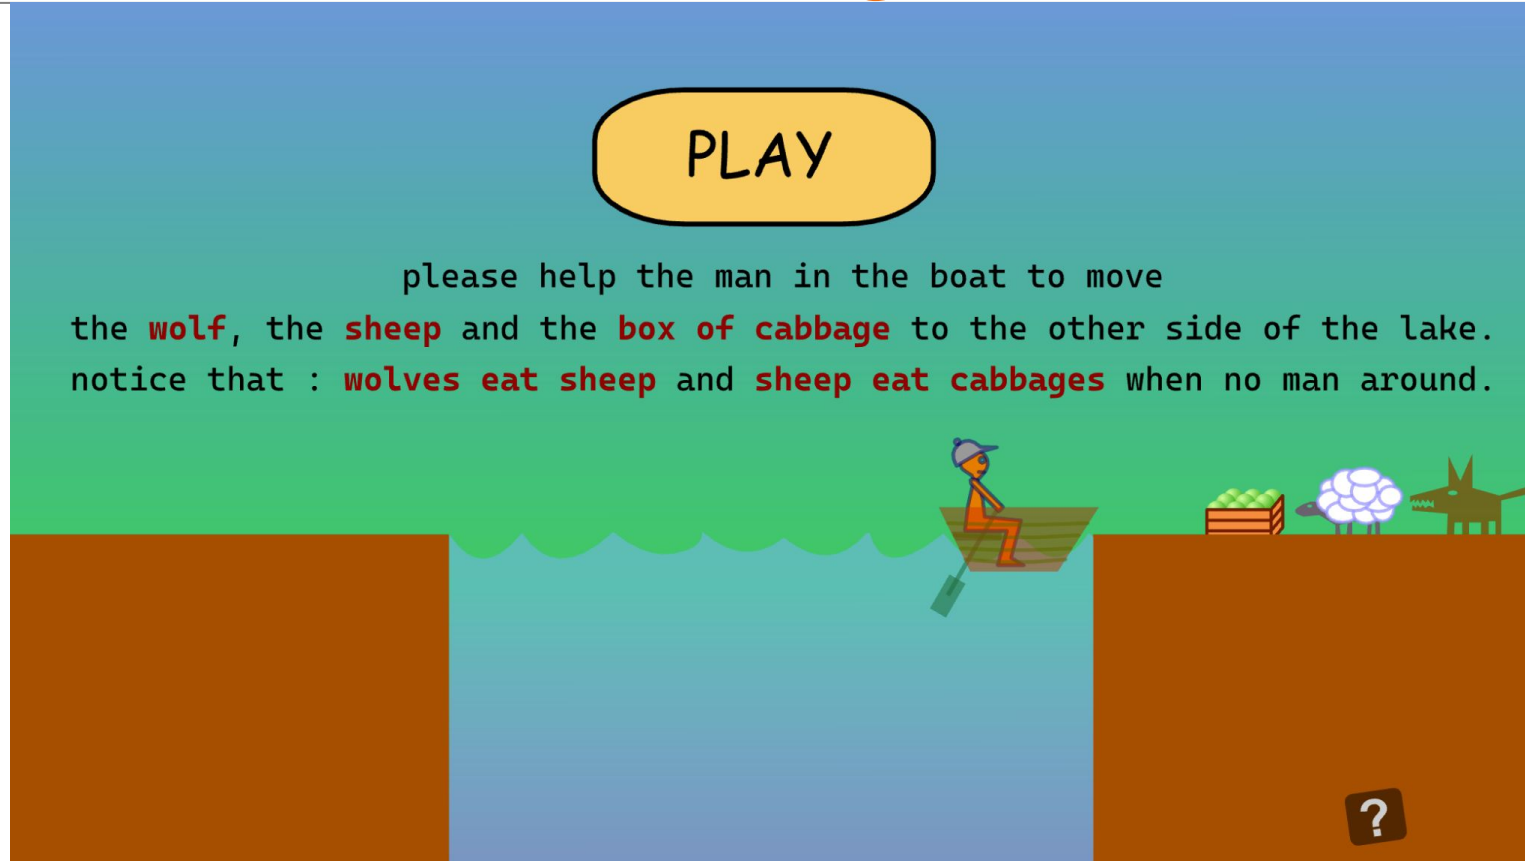 PLAY
please help the man in the boat to move
the wolf, the sheep and the box of cabbage to the other side of the lake.
notice that : wolves eat sheep and sheep eat cabbages when no man around.
?